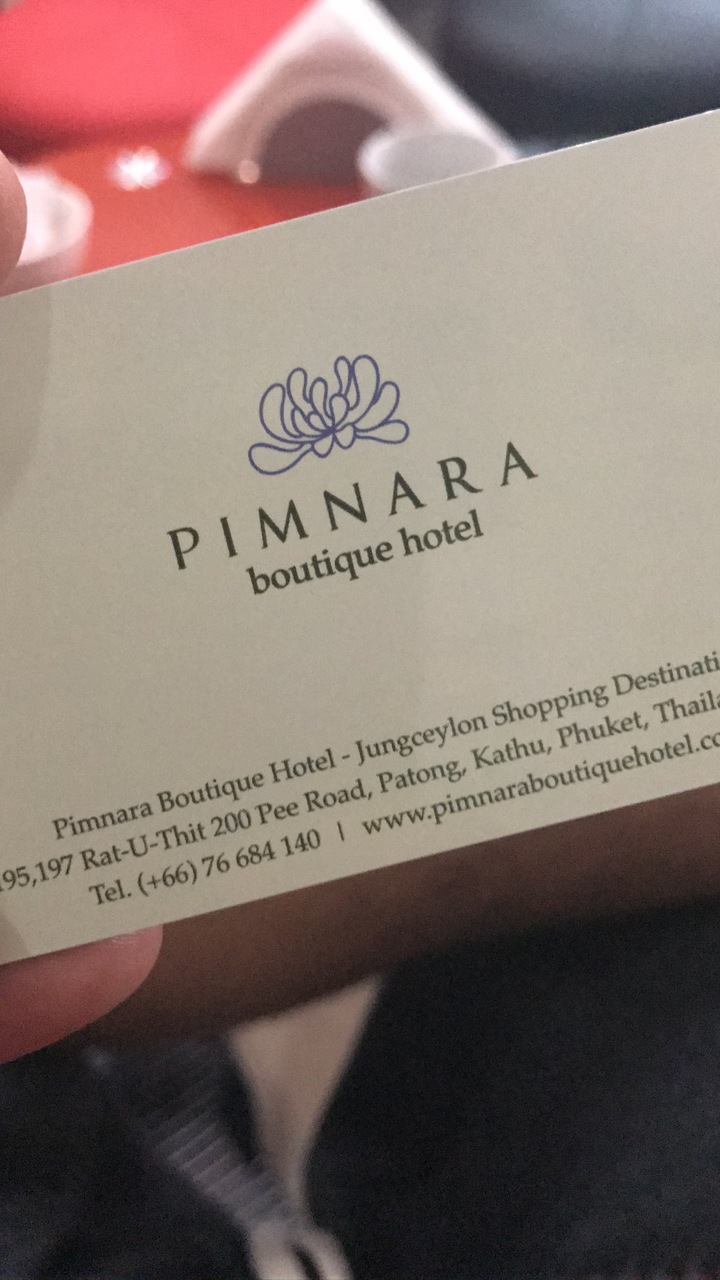 PIMNARA
boutique hotel
Pimnara Boutique Hotel - Jungceylon Shopping Destinati
195,197 Rat-U-Thit 200 Pee Road, Patong, Kathu, Phuket, Thaila
Tel. (+66) 76 684 140 | www.pimnaraboutiquehotel.co